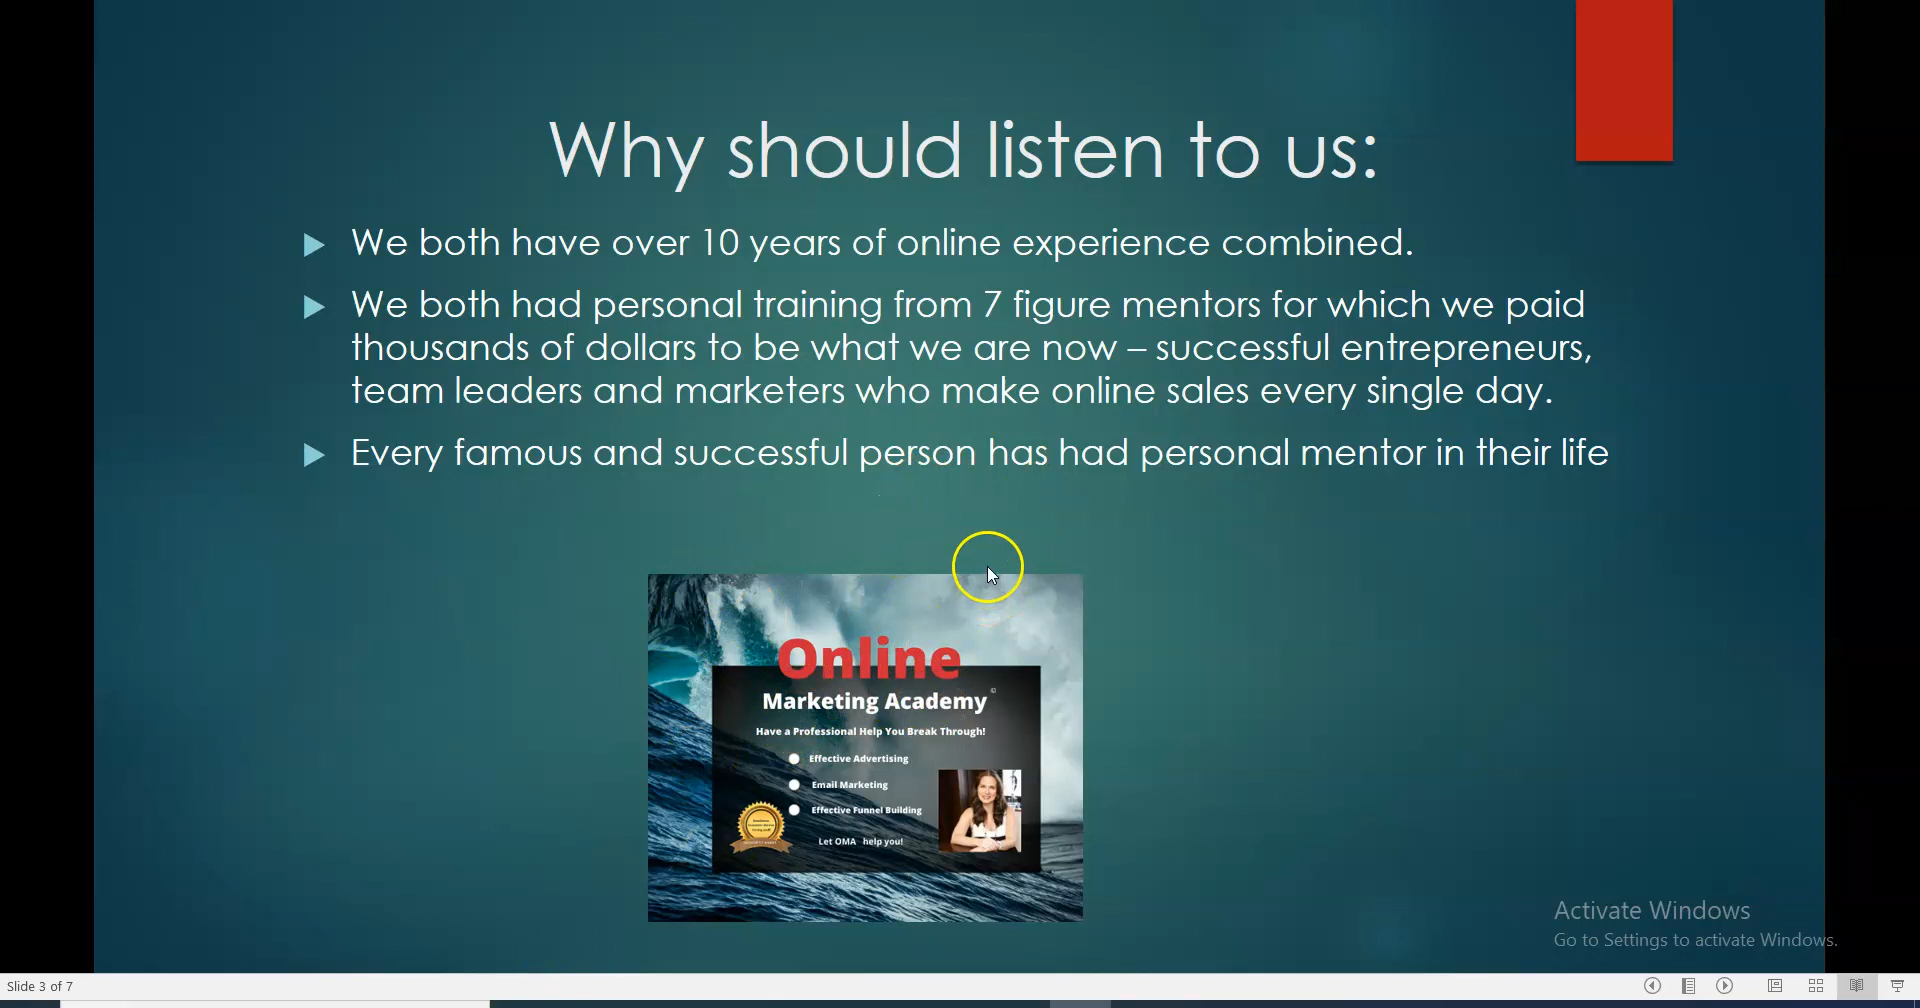 Why should listen to us:
We both have over 10 years of online experience combined.
We both had personal training from 7 figure mentors for which we paid
thousands of dollars to be what we are now – successful entrepreneurs,
team leaders and marketers who make online sales every single day.
Every famous and successful person has had personal mentor in their life
Online
Marketing Academy ©
Have a Professional Help You Break Through!
Effective Advertising
Email Marketing
Effective Funnel Building
Let OMA help you!
Activate Windows
Go to Settings to activate Windows.
Slide 3 of 7